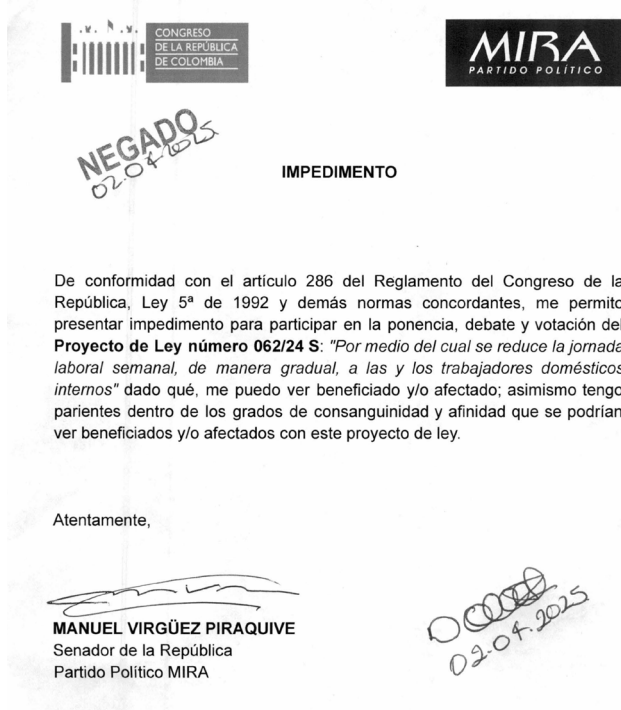 CONGRESO
DE LA REPÚBLICA
DE COLOMBIA
MIRA
PARTIDO POLÍTICO
NEGADO
02.04.2025
IMPEDIMENTO
De conformidad con el artículo 286 del Reglamento del Congreso de la
República, Ley 5ª de 1992 y demás normas concordantes, me permito
presentar impedimento para participar en la ponencia, debate y votación del
Proyecto de Ley número 062/24 S: "Por medio del cual se reduce la jornada
laboral semanal, de manera gradual, a las y los trabajadores domésticos
internos" dado qué, me puedo ver beneficiado y/o afectado; asimismo tengo
parientes dentro de los grados de consanguinidad y afinidad que se podrían
ver beneficiados y/o afectados con este proyecto de ley.
Atentamente,
MANUEL VIRGÜEZ PIRAQUIVE
Senador de la República
Partido Político MIRA
02.04.2025